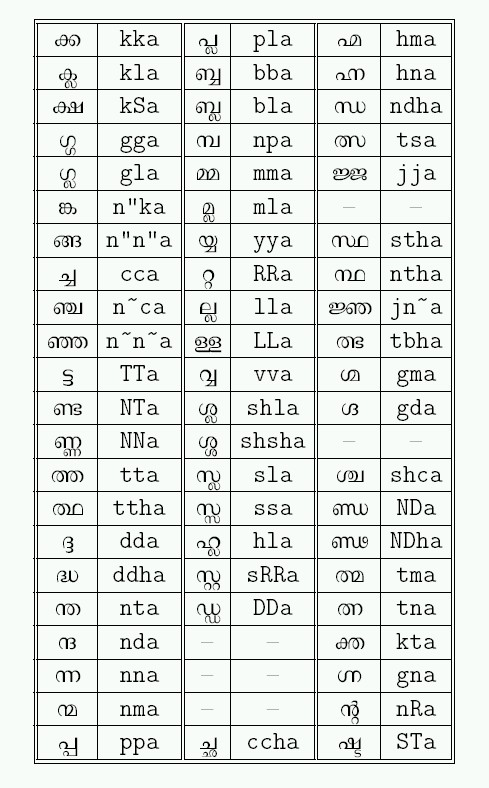 ക്ക kka പ്ല pla ഹ്മ hma
ക്ല kla ബ്ബ bba ഹ്ന hna
ക്ഷ kSa ബ്ല bla ന്ധ ndha
ഗ്ഗ gga മ്പ npa ത്സ tsa
ഗ്ല gla മ്മ mma ജ്ജ jja
ങ്ക n"ka മ്ല mla – –
ങ്ങ n"n"a യ്യ yya സ്ഥ stha
ച്ച cca റ്റ RRa ന്ഥ ntha
ഞ്ച n~ca ല്ല lla ജ്ഞ jn~a
ഞ്ഞ n~n~a ള്ള LLa ത്ഭ tbha
ട്ട TTa വ്വ vva ഗ്മ gma
ണ്ട NTa ശ്ല shla ഗ്ദ gda
ണ്ണ NNa ശ്ശ shsha – –
ത്ത tta സ്ല sla ശ്ച shca
ത്ഥ ttha സ്സ ssa ണ്ഡ NDa
ദ്ദ dda ഹ്ല hla ണ്ഢ NDha
ദ്ധ ddha സ്റ്റ sRRa ത്മ tma
ന്ത nta ഡ്ഡ DDa ത്ന tna
ന്ദ nda – – ക്ത kta
ന്ന nna – – ഗ്ന gna
ന്മ nma – – ന്റ nRa
പ്പ ppa ച്ഛ ccha ഷ്ട STa